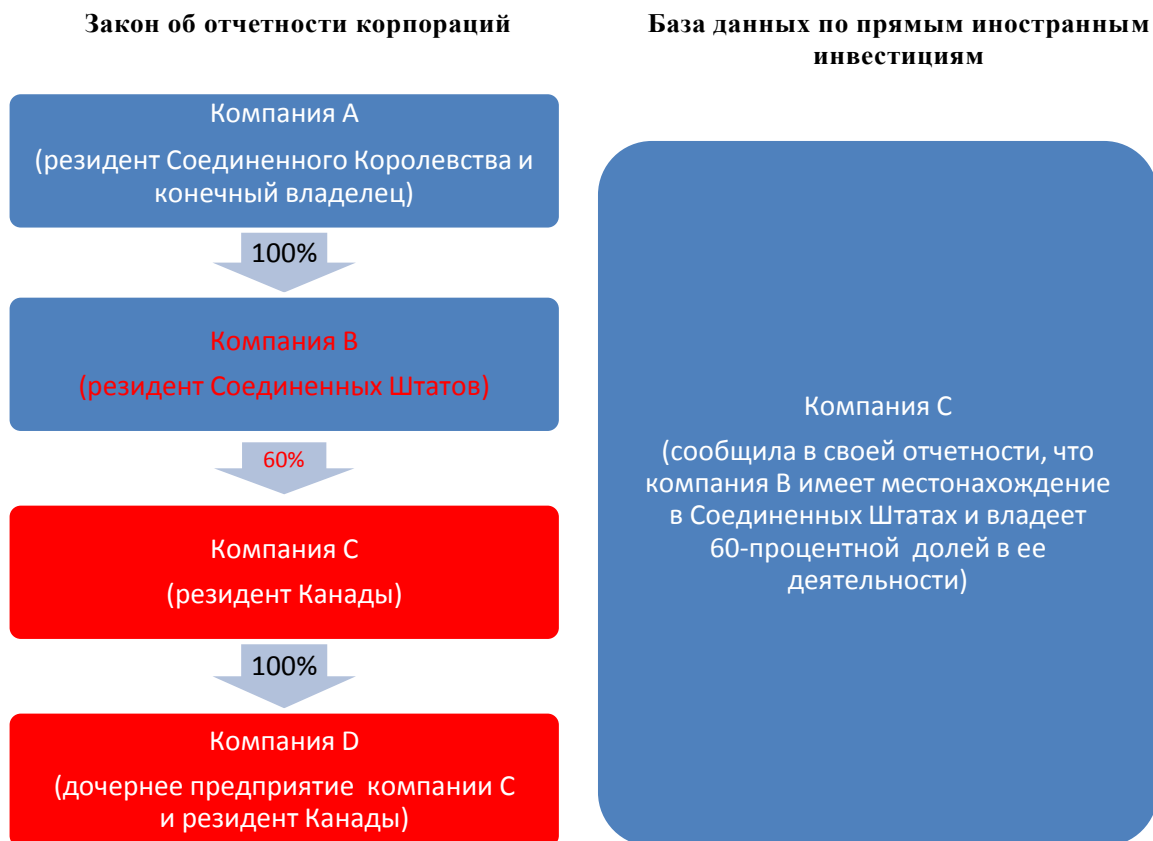 Закон об отчетности корпораций
Компания A
(резидент Соединенного Королевства и
конечный владелец)
100%
Компания B
(резидент Соединенных Штатов)
60%
Компания C
(резидент Канады)
100%
Компания D
(дочернее предприятие компании C
и резидент Канады)
База данных по прямым иностранным
инвестициям
Компания C
(сообщила в своей отчетности, что
компания B имеет местонахождение
в Соединенных Штатах и владеет
60-процентной долей в ее
деятельности)